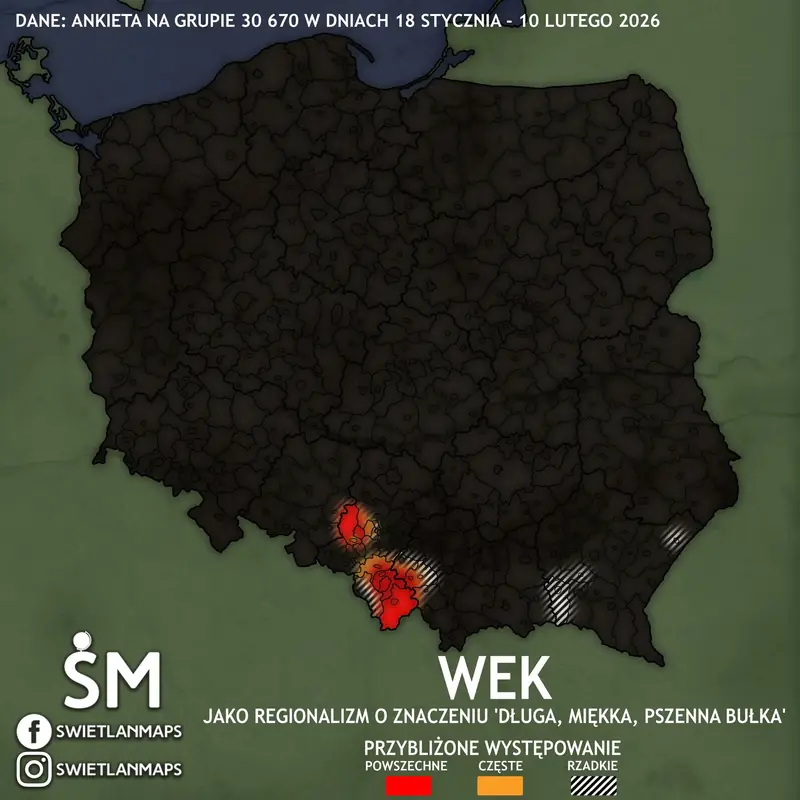 DANE: ANKIETA NA GRUPIE 30 670 W DNIACH 18 STYCZNIA - 10 LUTEGO 2026
ŚM
SWIETLANMAPS
SWIETLANMAPS
WEK
JAKO REGIONALIZM O ZNACZENIU 'DŁUGA, MIĘKKA, PSZENNA BUŁKA'
PRZYBLIŻONE WYSTĘPOWANIE
POWSZECHNE CZĘSTE RZADKIE